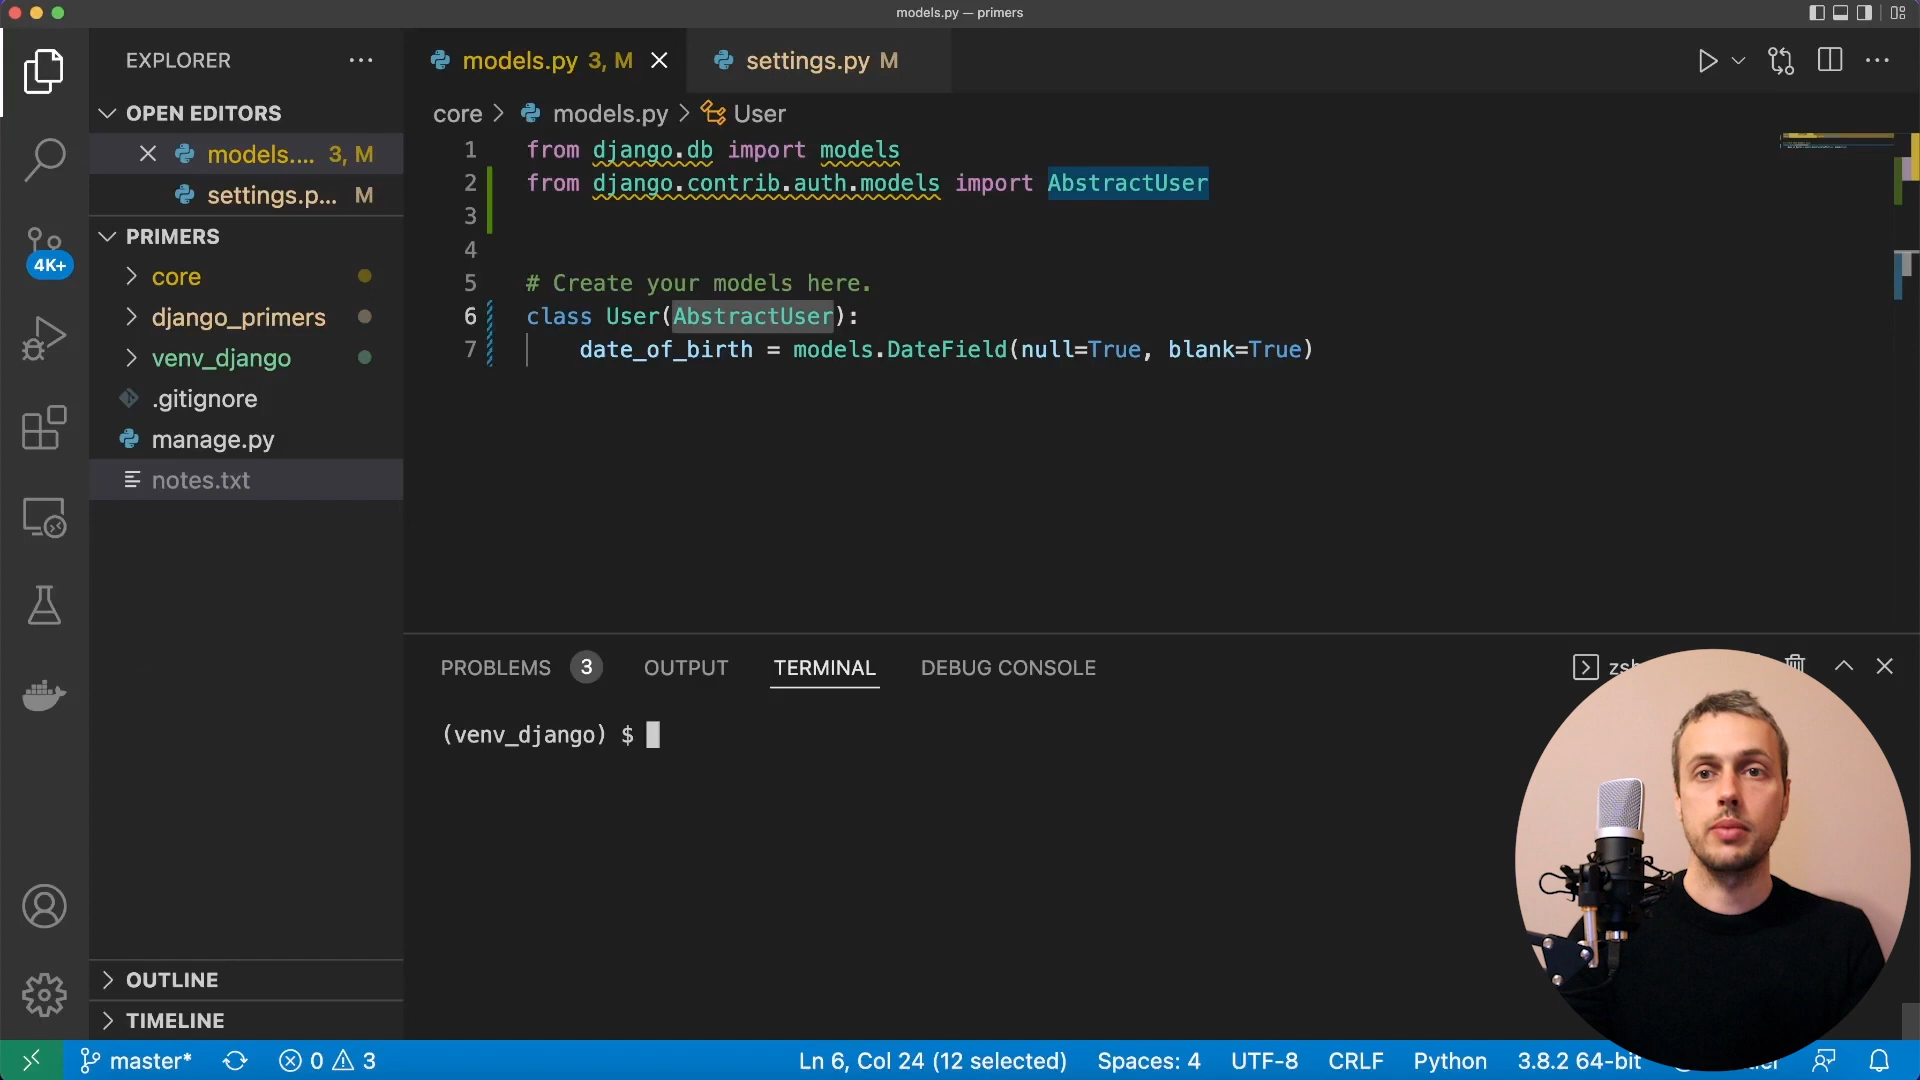 models.py — primers
EXPLORER
models.py 3, M
settings.py M
OPEN EDITORS
models.... 3, M
settings.p... M
PRIMERS
core
django_primers
venv_django
.gitignore
manage.py
notes.txt
OUTLINE
TIMELINE
4K+
core > models.py > User
1 from django.db import models
2 from django.contrib.auth.models import AbstractUser
3
4
5 # Create your models here.
6 class User(AbstractUser):
7 date_of_birth = models.DateField(null=True, blank=True)
PROBLEMS 3 OUTPUT TERMINAL DEBUG CONSOLE
(venv_django) $
master* 0 3 Ln 6, Col 24 (12 selected) Spaces: 4 UTF-8 CRLF Python 3.8.2 64-bit